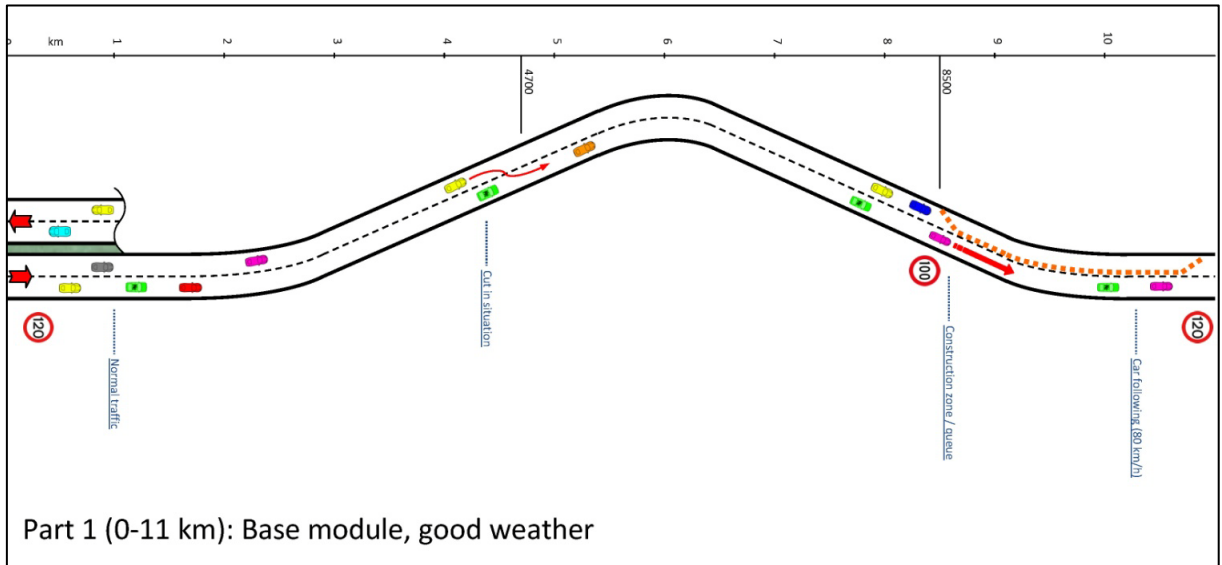 0 km 1 2 3 4 5 6 7 8 9 10
4700
8500
120
100
120
Normal traffic
Cut in situation
Construction zone / queue
Car following (80 km/h)
Part 1 (0-11 km): Base module, good weather